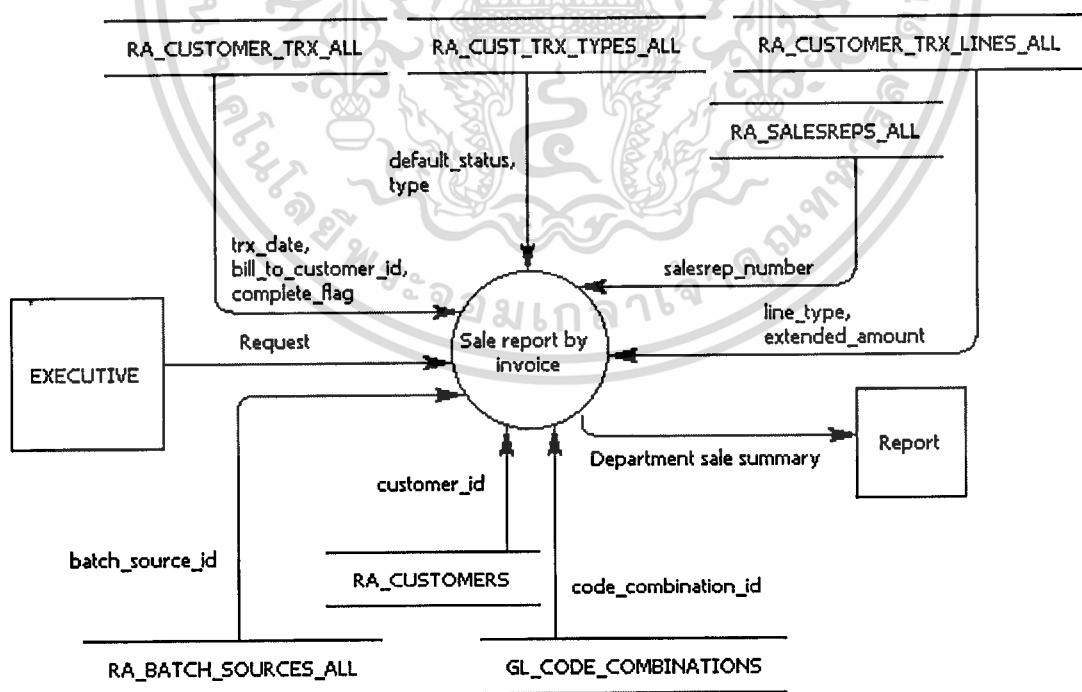 RA_CUSTOMER_TRX_ALL
RA_CUST_TRX_TYPES_ALL
RA_CUSTOMER_TRX_LINES_ALL
RA_SALESREPS_ALL
default_status,
type
trx_date,
bill_to_customer_id,
complete_flag
salesrep_number
line_type,
extended_amount
EXECUTIVE
Request
Sale report by
invoice
Department sale summary
Report
customer_id
batch_source_id
RA_CUSTOMERS
code_combination_id
RA_BATCH_SOURCES_ALL
GL_CODE_COMBINATIONS